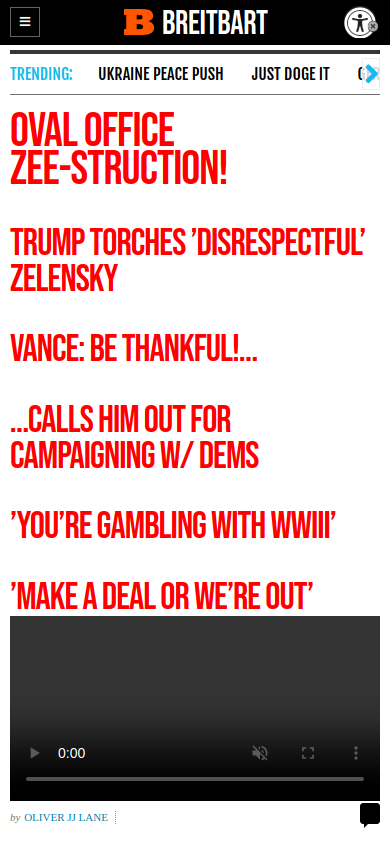 BREITBART
TRENDING:
UKRAINE PEACE PUSH
JUST DOGE IT
OVAL OFFICE
ZEE-STRUCTION!
TRUMP TORCHES ’DISRESPECTFUL’
ZELENSKY
VANCE: BE THANKFUL!...
...CALLS HIM OUT FOR
CAMPAIGNING W/ DEMS
’YOU’RE GAMBLING WITH WWIII’
’MAKE A DEAL OR WE’RE OUT’
0:00
by OLIVER JJ LANE